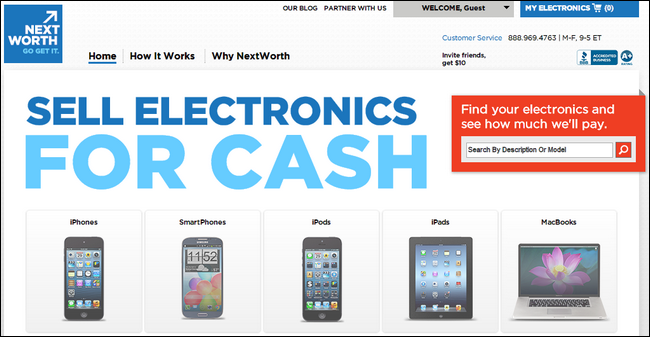 NEXT
WORTH
GO GET IT.
OUR BLOG PARTNER WITH US
WELCOME, Guest
MY ELECTRONICS (0)
Home How It Works Why NextWorth
Customer Service 888.969.4763 | M-F, 9-5 ET
Invite friends,
get $10
BBB ACCREDITED
BUSINESS
A+
SELL ELECTRONICS
FOR CASH
Find your electronics and
see how much we'll pay.
Search By Description Or Model
iPhones SmartPhones iPods iPads MacBooks
11:52